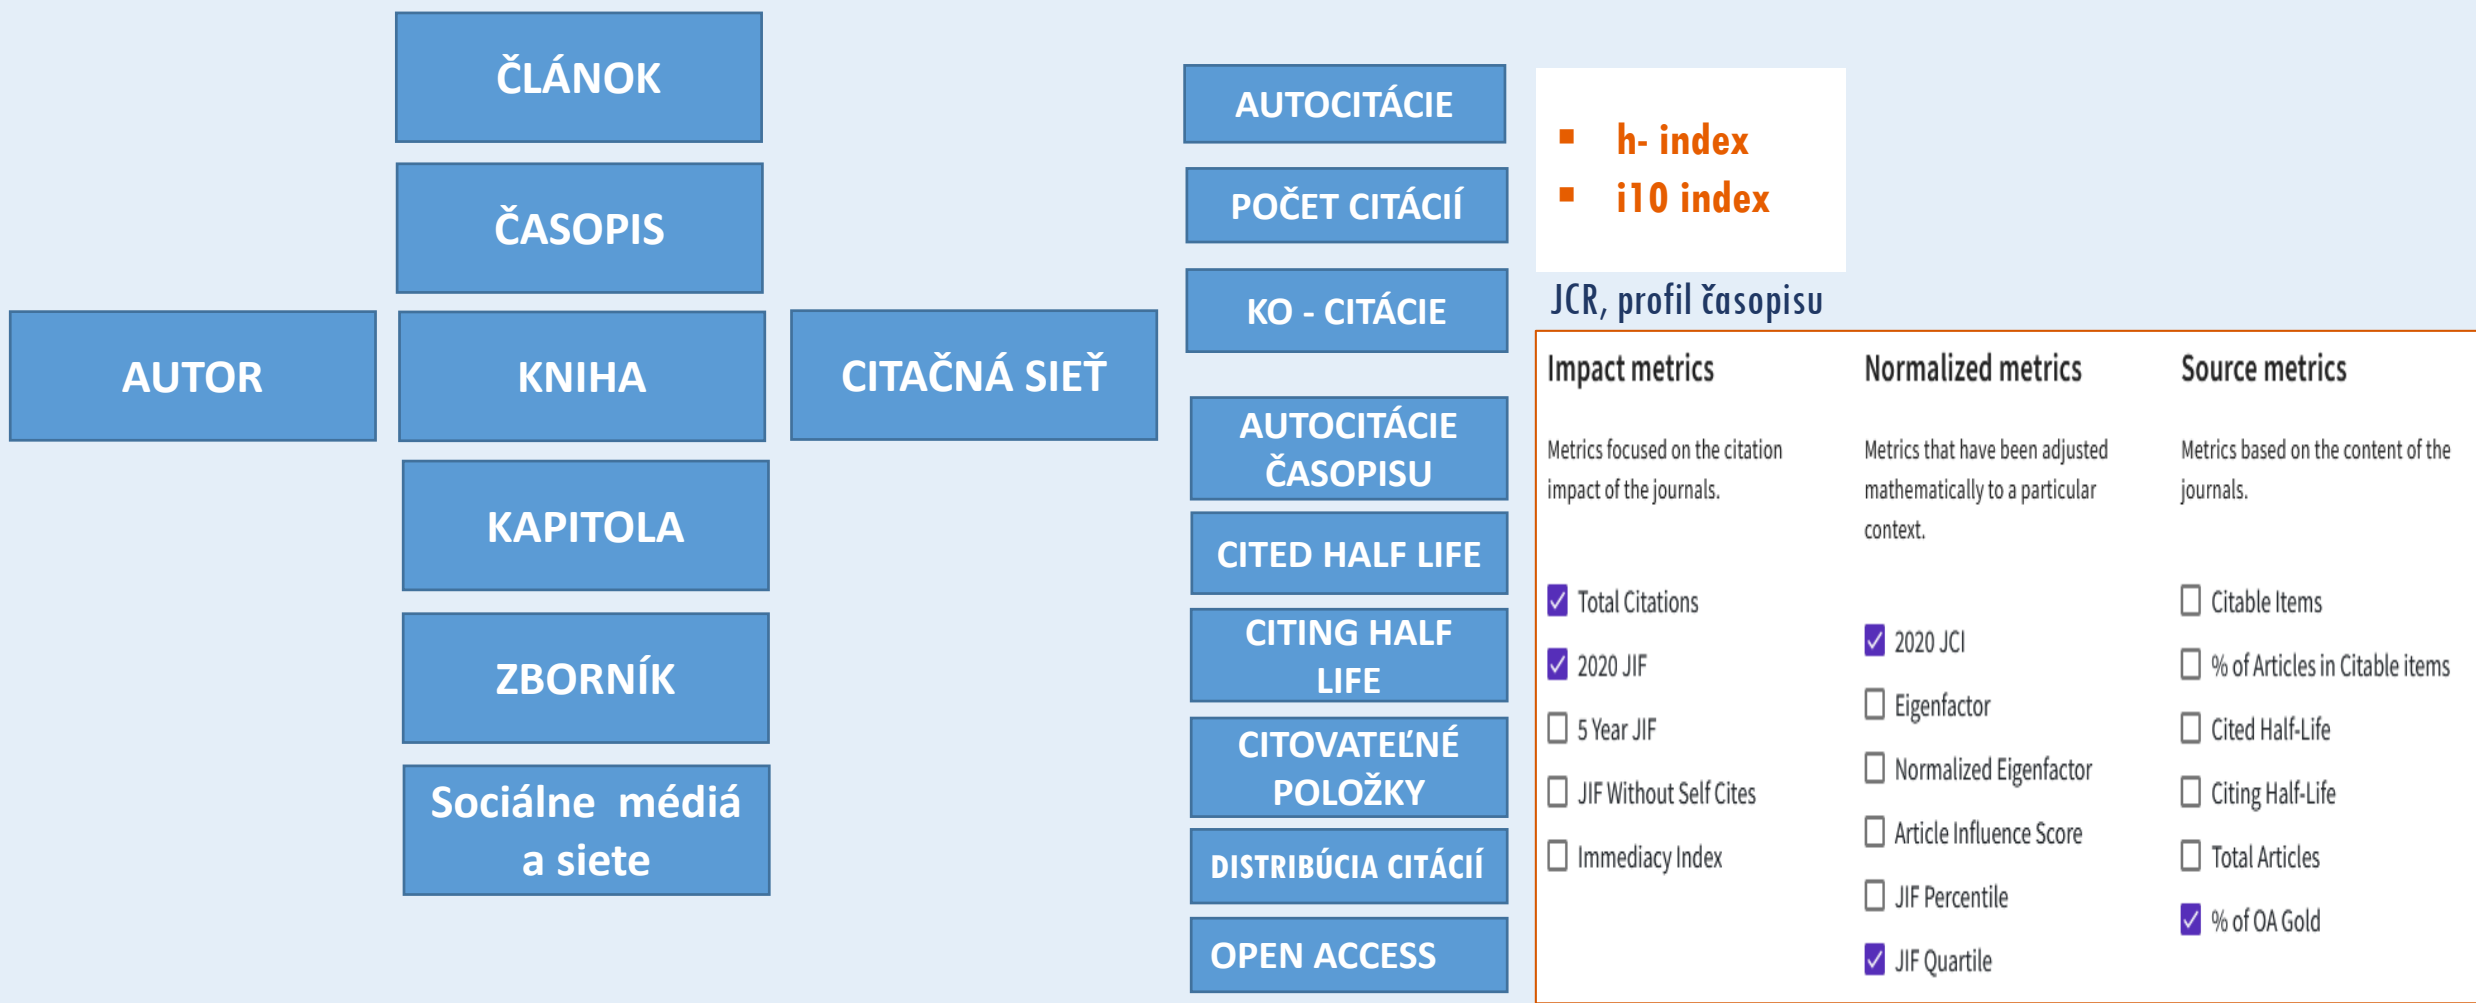 AUTOR
ČLÁNOK
ČASOPIS
KNIHA
KAPITOLA
ZBORNÍK
Sociálne médiá
a siete
CITAČNÁ SIEŤ
AUTOCITÁCIE
POČET CITÁCIÍ
KO - CITÁCIE
AUTOCITÁCIE
ČASOPISU
CITED HALF LIFE
CITING HALF
LIFE
CITOVATEĽNÉ
POLOŽKY
DISTRIBÚCIA CITÁCIÍ
OPEN ACCESS
h- index
i10 index
JCR, profil časopisu
Impact metrics
Metrics focused on the citation
impact of the journals.
Total Citations
2020 JIF
5 Year JIF
JIF Without Self Cites
Immediacy Index
Normalized metrics
Metrics that have been adjusted
mathematically to a particular
context.
2020 JCI
Eigenfactor
Normalized Eigenfactor
Article Influence Score
JIF Percentile
JIF Quartile
Source metrics
Metrics based on the content of the
journals.
Citable Items
% of Articles in Citable items
Cited Half-Life
Citing Half-Life
Total Articles
% of OA Gold